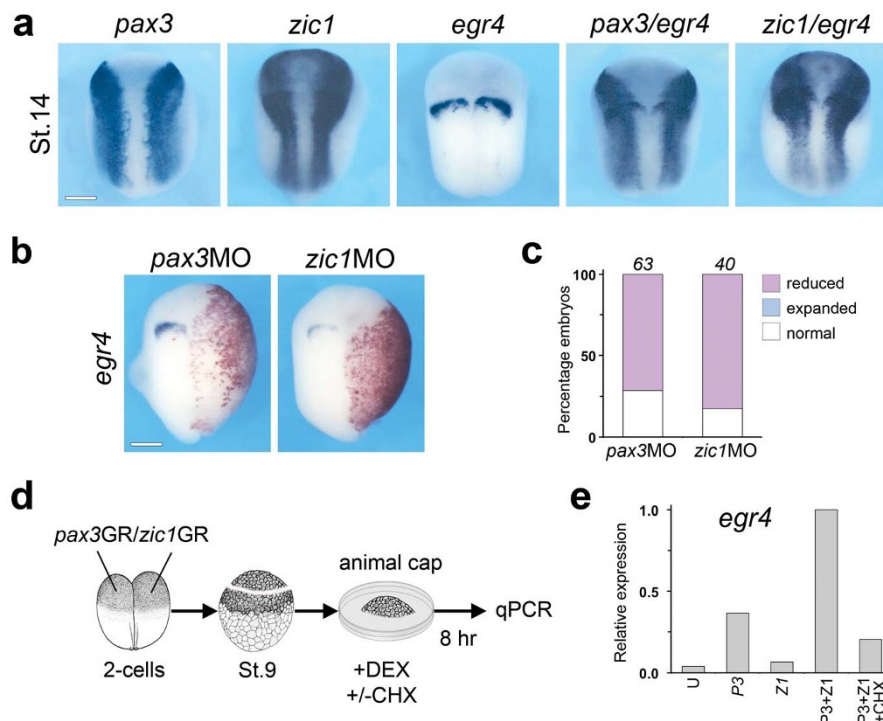 a
pax3 zic1 egr4 pax3/egr4 zic1/egr4
St.14
b
pax3MO zic1MO
egr4
c
63 40
100
50
0
Percentage embryos
reduced
expanded
normal
pax3MO zic1MO
d
pax3GR/zic1GR
animal cap
8 hr
qPCR
2-cells St.9 +DEX
+/-CHX
e
egr4
1.0
0.5
0.0
Relative expression
U P3 Z1 P3+Z1 P3+Z1
+CHX